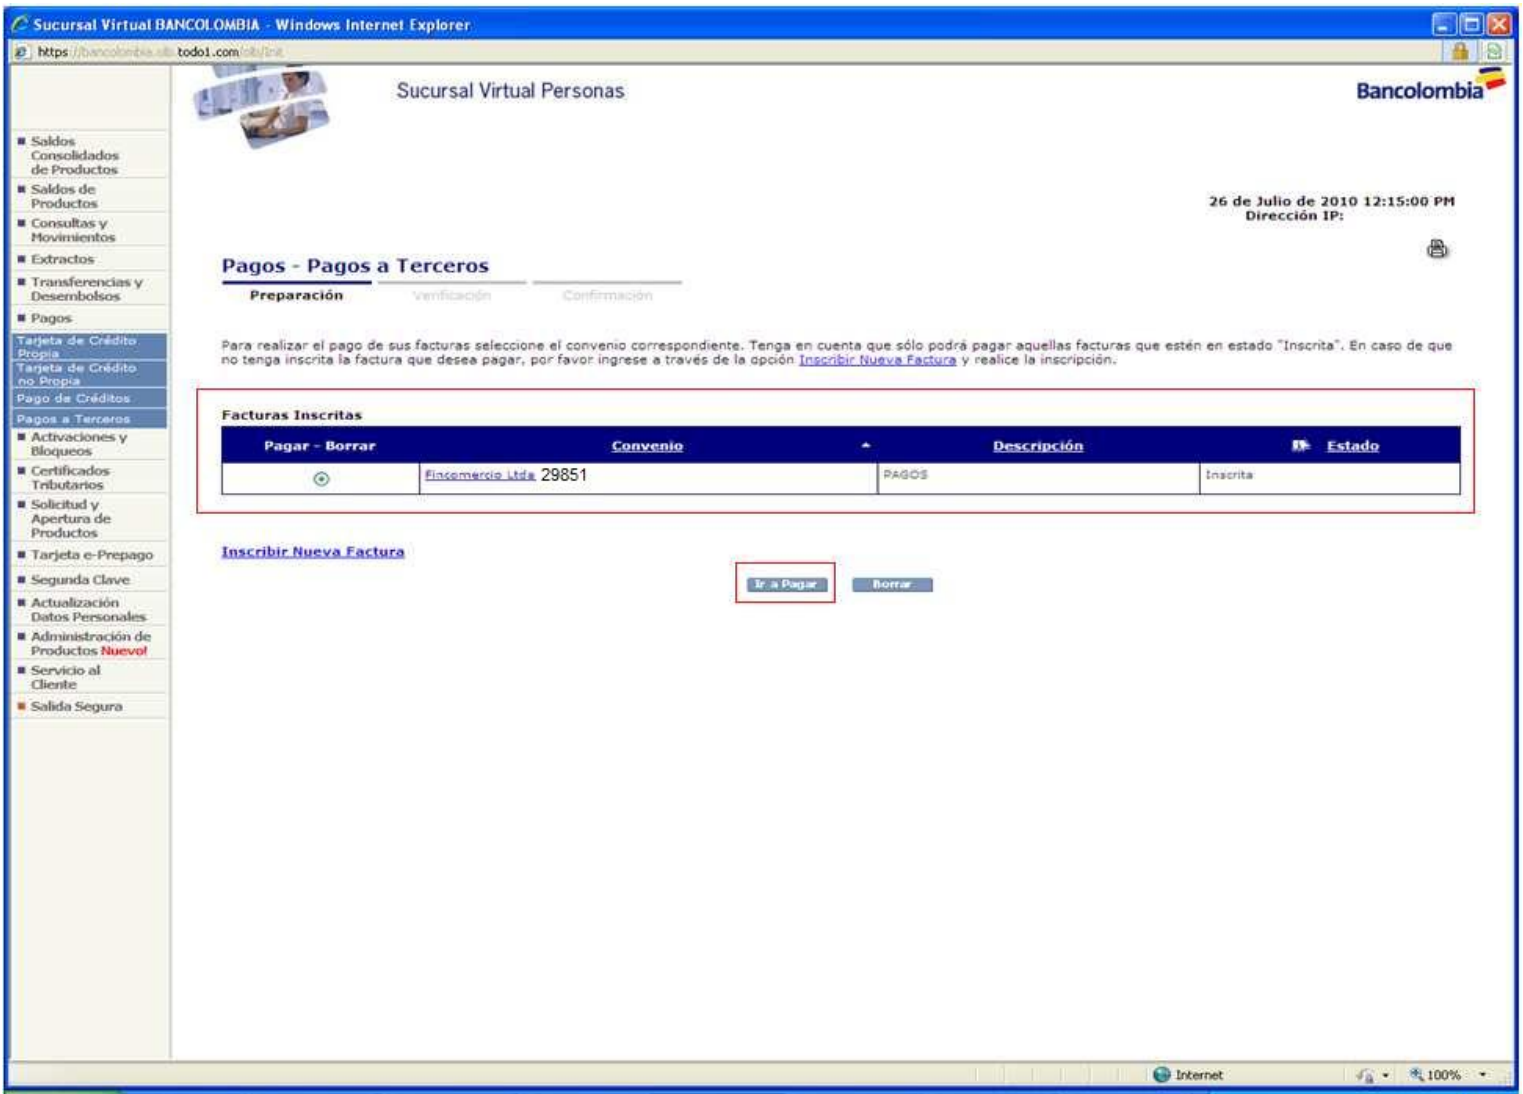 Sucursal Virtual BANCOLOMBIA - Windows Internet Explorer
https://bancolombia.olb.todo1.com/olb/Init
Sucursal Virtual Personas
Bancolombia
Saldos
Consolidados
de Productos
Saldos de
Productos
Consultas y
Movimientos
Extractos
Transferencias y
Desembolsos
Pagos
Tarjeta de Crédito
Propia
Tarjeta de Crédito
no Propia
Pago de Créditos
Pagos a Terceros
Activaciones y
Bloqueos
Certificados
Tributarios
Solicitud y
Apertura de
Productos
Tarjeta e-Prepago
Segunda Clave
Actualización
Datos Personales
Administración de
Productos Nuevo!
Servicio al
Cliente
Salida Segura
26 de Julio de 2010 12:15:00 PM
Dirección IP:
Pagos - Pagos a Terceros
Preparación Verificación Confirmación
Para realizar el pago de sus facturas seleccione el convenio correspondiente. Tenga en cuenta que sólo podrá pagar aquellas facturas que estén en estado "Inscrita". En caso de que
no tenga inscrita la factura que desea pagar, por favor ingrese a través de la opción Inscribir Nueva Factura y realice la inscripción.
Facturas Inscritas
Pagar - Borrar Convenio Descripción Estado
Fincomercio Ltda 29851 PAGOS Inscrita
Inscribir Nueva Factura
Ir a Pagar Borrar
Internet 100%